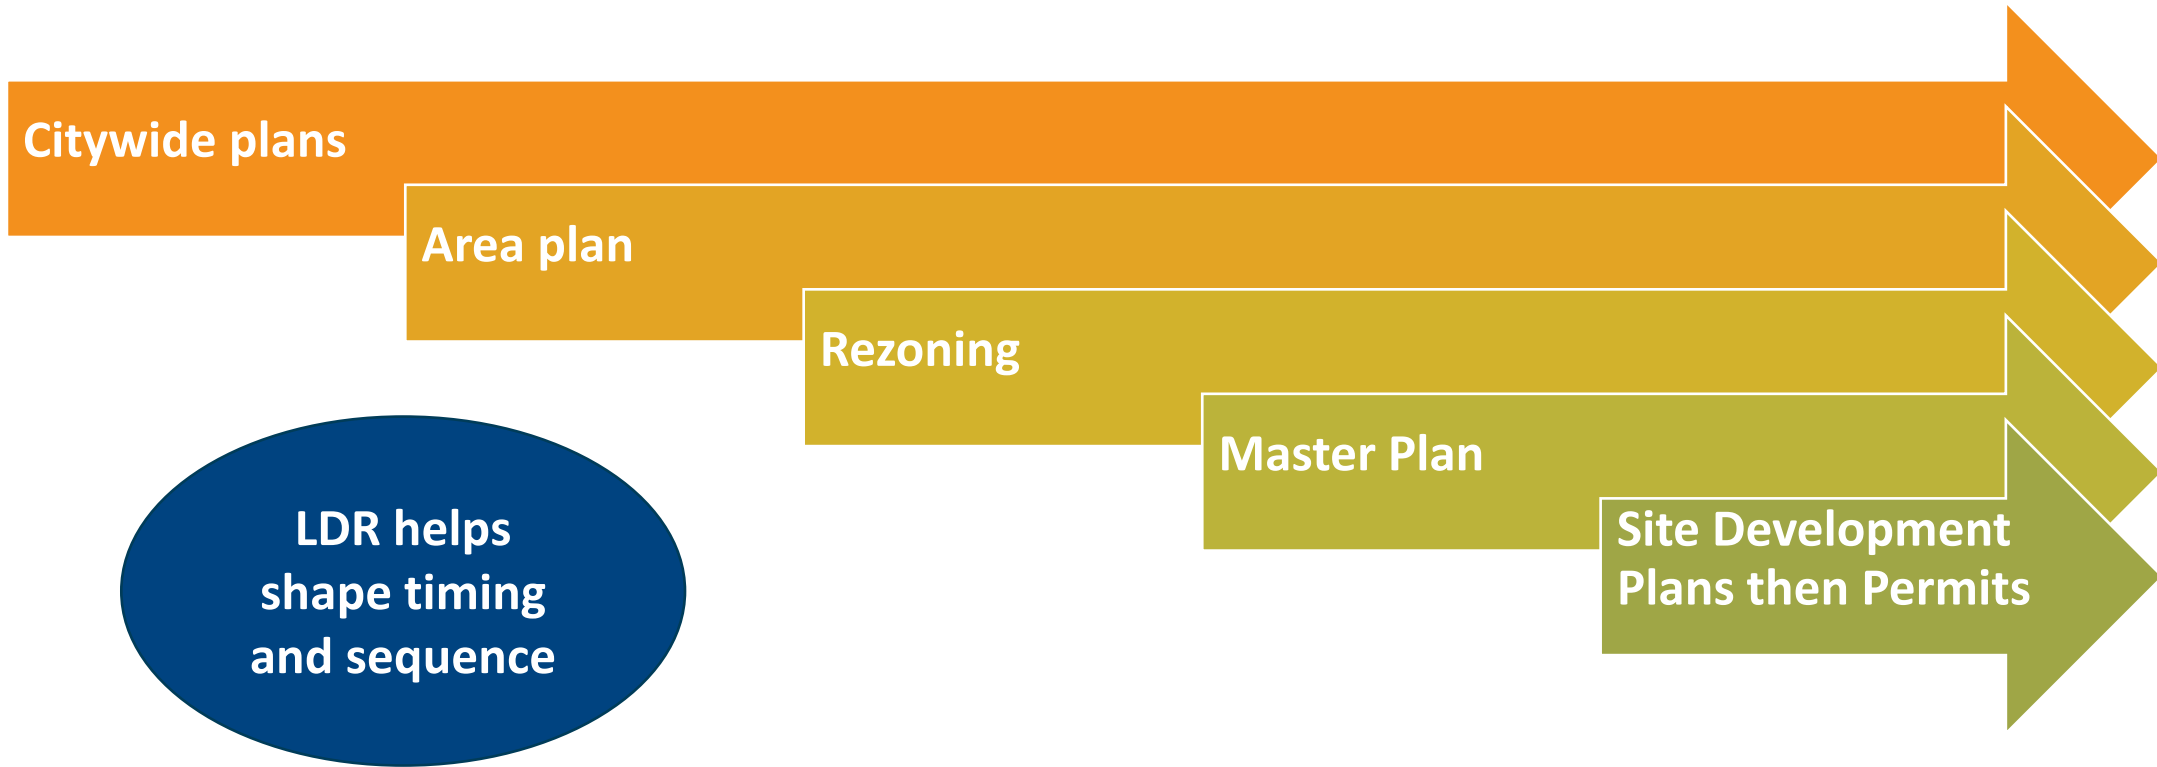 Citywide plans
Area plan
Rezoning
Master Plan
Site Development
Plans then Permits
LDR helps
shape timing
and sequence